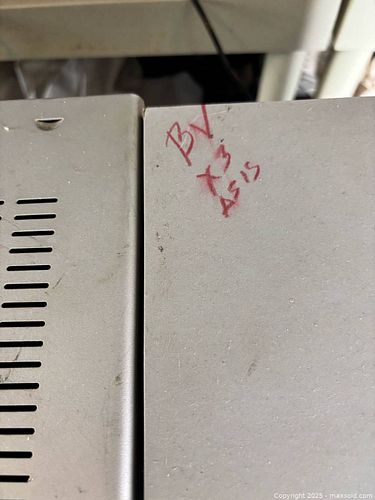 BV
x3
AS IS
Copyright 2025 - maxsold.com